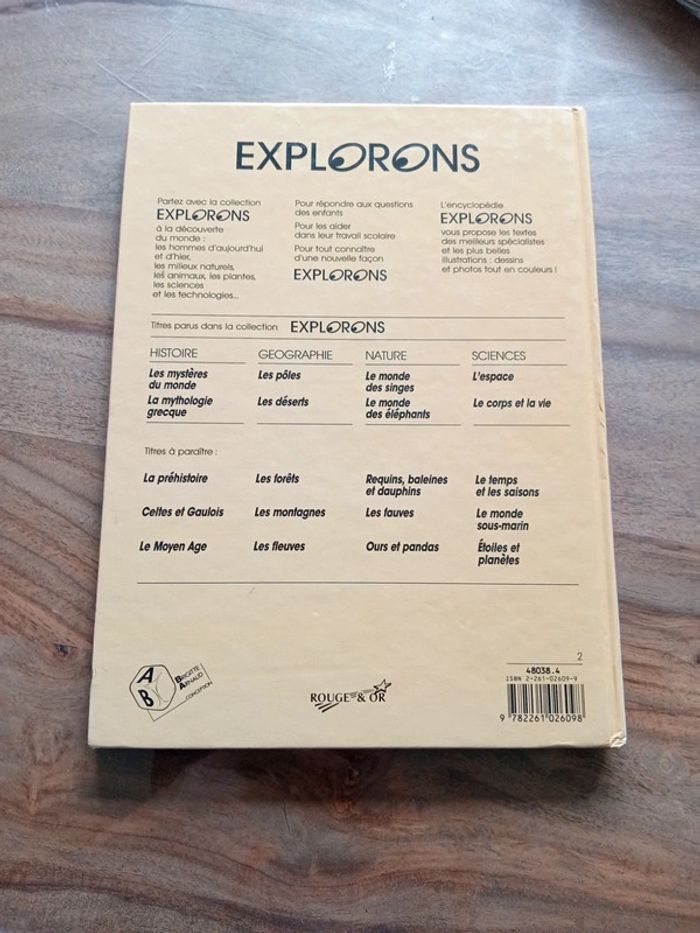 EXPLORONS
Partez avec la collection
EXPLORONS
à la découverte
du monde :
les hommes d'aujourd'hui
et d'hier,
les milieux naturels,
les animaux, les plantes,
les sciences
et les technologies...
Pour répondre aux questions
des enfants
Pour les aider
dans leur travail scolaire
Pour tout connaître
d'une nouvelle façon
EXPLORONS
L'encyclopédie
EXPLORONS
vous propose les textes
des meilleurs spécialistes
et les plus belles
illustrations : dessins
et photos tout en couleurs !
Titres parus dans la collection EXPLORONS
HISTOIRE
Les mystères
du monde
La mythologie
grecque
GEOGRAPHIE
Les pôles
Les déserts
NATURE
Le monde
des singes
Le monde
des éléphants
SCIENCES
L'espace
Le corps et la vie
Titres à paraître :
La préhistoire
Celtes et Gaulois
Le Moyen Age
Les forêts
Les montagnes
Les fleuves
Requins, baleines
et dauphins
Les fauves
Ours et pandas
Le temps
et les saisons
Le monde
sous-marin
Étoiles et
planètes
A
B
BRIGITTE
ARNAUD
CONCEPTION
ROUGE & OR
2
48038.4
ISBN 2-261-02609-9
9 782261 026098